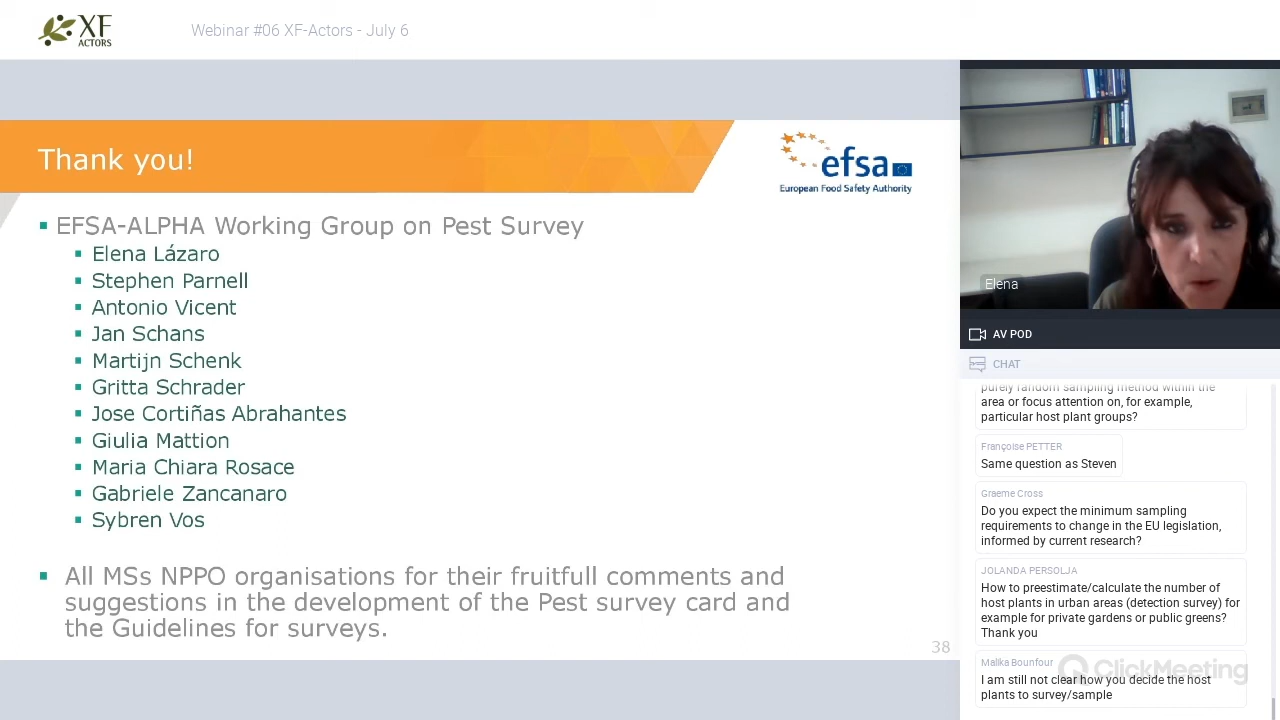 XF
ACTORS
Webinar #06 XF-Actors - July 6
Thank you!
efsa
European Food Safety Authority
EFSA-ALPHA Working Group on Pest Survey
Elena Lázaro
Stephen Parnell
Antonio Vicent
Jan Schans
Martijn Schenk
Gritta Schrader
Jose Cortiñas Abrahantes
Giulia Mattion
Maria Chiara Rosace
Gabriele Zancanaro
Sybren Vos
All MSs NPPO organisations for their fruitfull comments and
suggestions in the development of the Pest survey card and
the Guidelines for surveys.
38
Elena
AV POD
CHAT
purely random sampling method within the
area or focus attention on, for example,
particular host plant groups?
Françoise PETTER
Same question as Steven
Graeme Cross
Do you expect the minimum sampling
requirements to change in the EU legislation,
informed by current research?
JOLANDA PERSOLJA
How to preestimate/calculate the number of
host plants in urban areas (detection survey) for
example for private gardens or public greens?
Thank you
Malika Bounfour
I am still not clear how you decide the host
plants to survey/sample
ClickMeeting